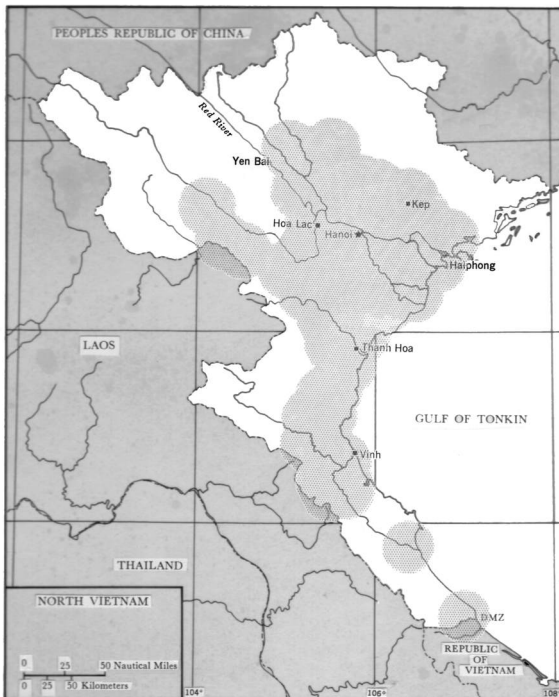 PEOPLES REPUBLIC OF CHINA
Red River
Yen Bai
Kep
Hoa Lac
Hanoi
Haiphong
LAOS
Thanh Hoa
GULF OF TONKIN
Vinh
THAILAND
NORTH VIETNAM
DMZ
REPUBLIC
OF
VIETNAM
0 25 50 Nautical Miles
0 25 50 Kilometers
104° 106°